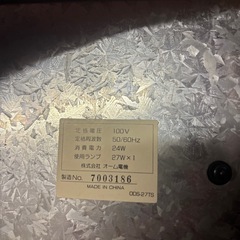 定格電圧 100V
定格周波数 50/60Hz
消費電力 24W
使用ランプ 27W×1
株式会社 オーム電機
製造No. 7003186
MADE IN CHINA
ODS-27T6